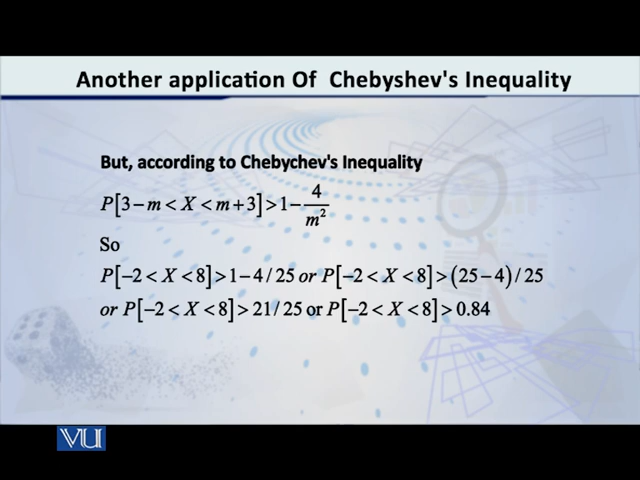 Another application Of Chebyshev's Inequality
But, according to Chebychev's Inequality
P[3−m < X < m+3] > 1− 4/m²
So
P[−2 < X < 8] > 1−4/25 or P[−2 < X < 8] > (25−4)/25
or P[−2 < X < 8] > 21/25 or P[−2 < X < 8] > 0.84
VU